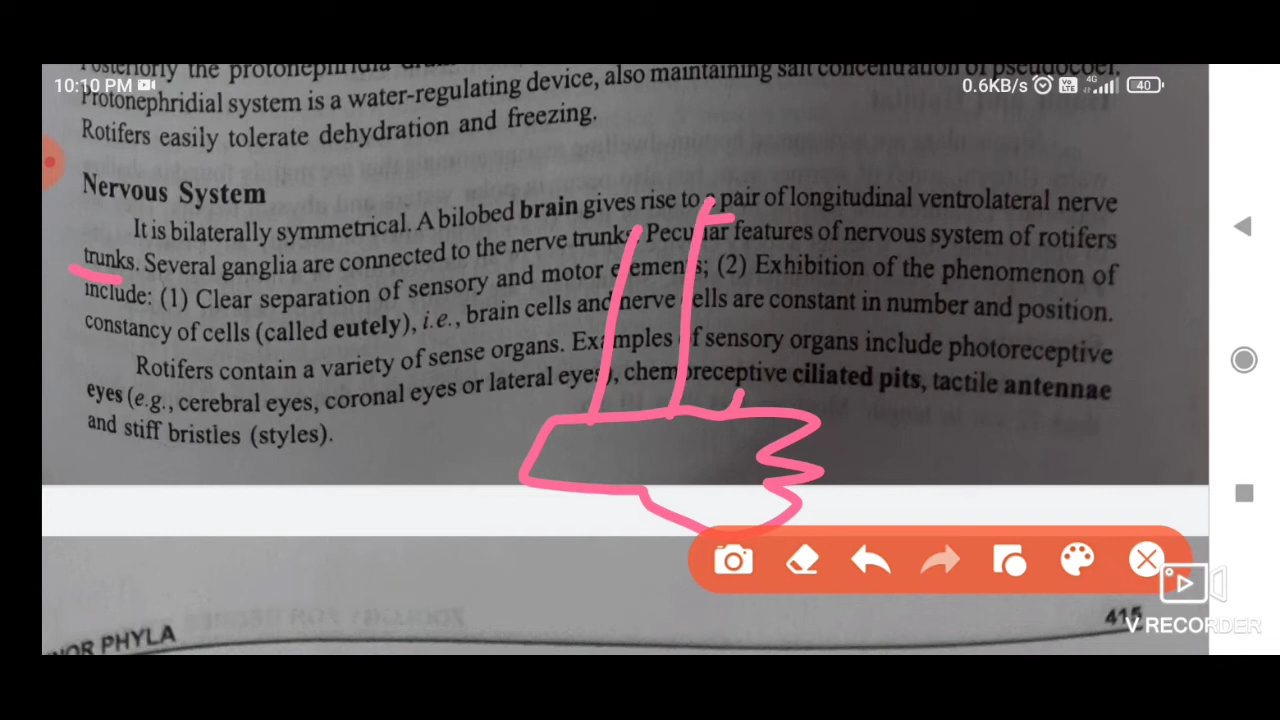 Posteriorly the protonephridia
10:10 PM 0.6KB/s Vo LTE 4G 40
Protonephridial system is a water-regulating device, also maintaining salt concentration of pseudocoel.
Rotifers easily tolerate dehydration and freezing.
Nervous System
It is bilaterally symmetrical. A bilobed brain gives rise to a pair of longitudinal ventrolateral nerve
trunks. Several ganglia are connected to the nerve trunks. Peculiar features of nervous system of rotifers
include: (1) Clear separation of sensory and motor elements; (2) Exhibition of the phenomenon of
constancy of cells (called eutely), i.e., brain cells and nerve cells are constant in number and position.
Rotifers contain a variety of sense organs. Examples of sensory organs include photoreceptive
eyes (e.g., cerebral eyes, coronal eyes or lateral eyes), chemoreceptive ciliated pits, tactile antennae
and stiff bristles (styles).
PHYLA
415
V RECORDER